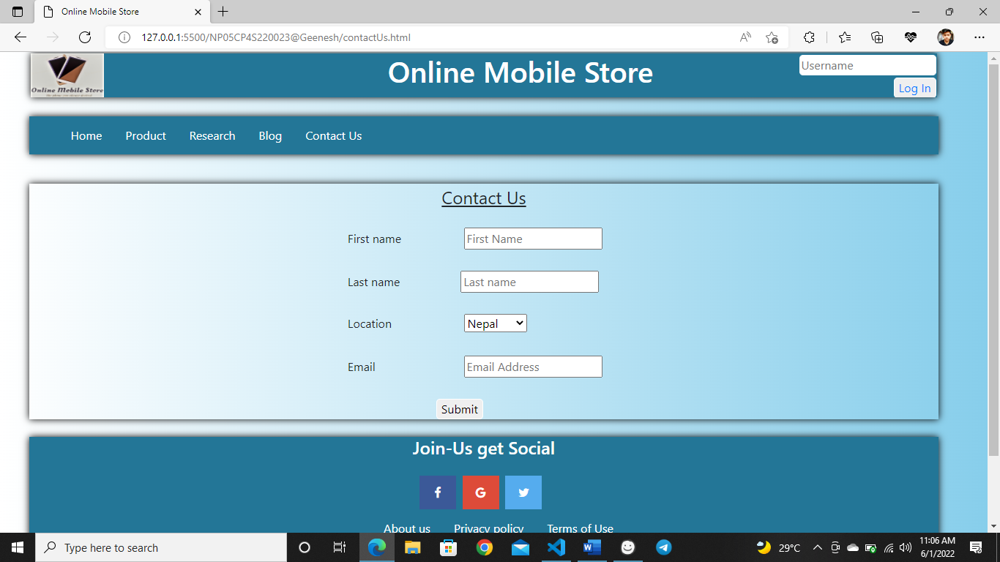 Online Mobile Store
127.0.0.1:5500/NP05CP4S220023@Geenesh/contactUs.html
Online Mobile Store
Online Mobile Store
Username
Log In
Home Product Research Blog Contact Us
Contact Us
First name First Name
Last name Last name
Location Nepal
Email Email Address
Submit
Join-Us get Social
f G
About us Privacy policy Terms of Use
Type here to search
29°C
11:06 AM
6/1/2022